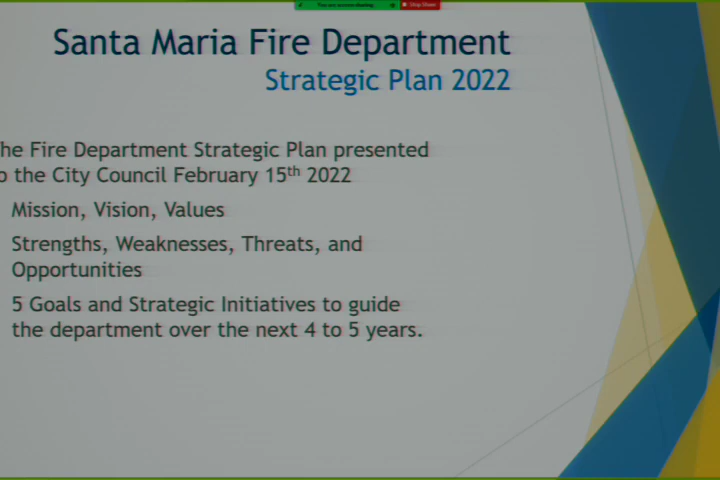 Santa Maria Fire Department
Strategic Plan 2022
he Fire Department Strategic Plan presented
o the City Council February 15th 2022
Mission, Vision, Values
Strengths, Weaknesses, Threats, and
Opportunities
5 Goals and Strategic Initiatives to guide
the department over the next 4 to 5 years.